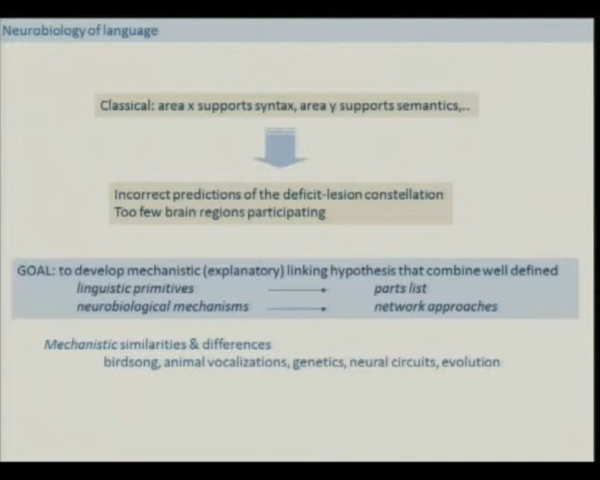 Neurobiology of language
Classical: area x supports syntax, area y supports semantics,..
Incorrect predictions of the deficit-lesion constellation
Too few brain regions participating
GOAL: to develop mechanistic (explanatory) linking hypothesis that combine well defined
linguistic primitives parts list
neurobiological mechanisms network approaches
Mechanistic similarities & differences
birdsong, animal vocalizations, genetics, neural circuits, evolution